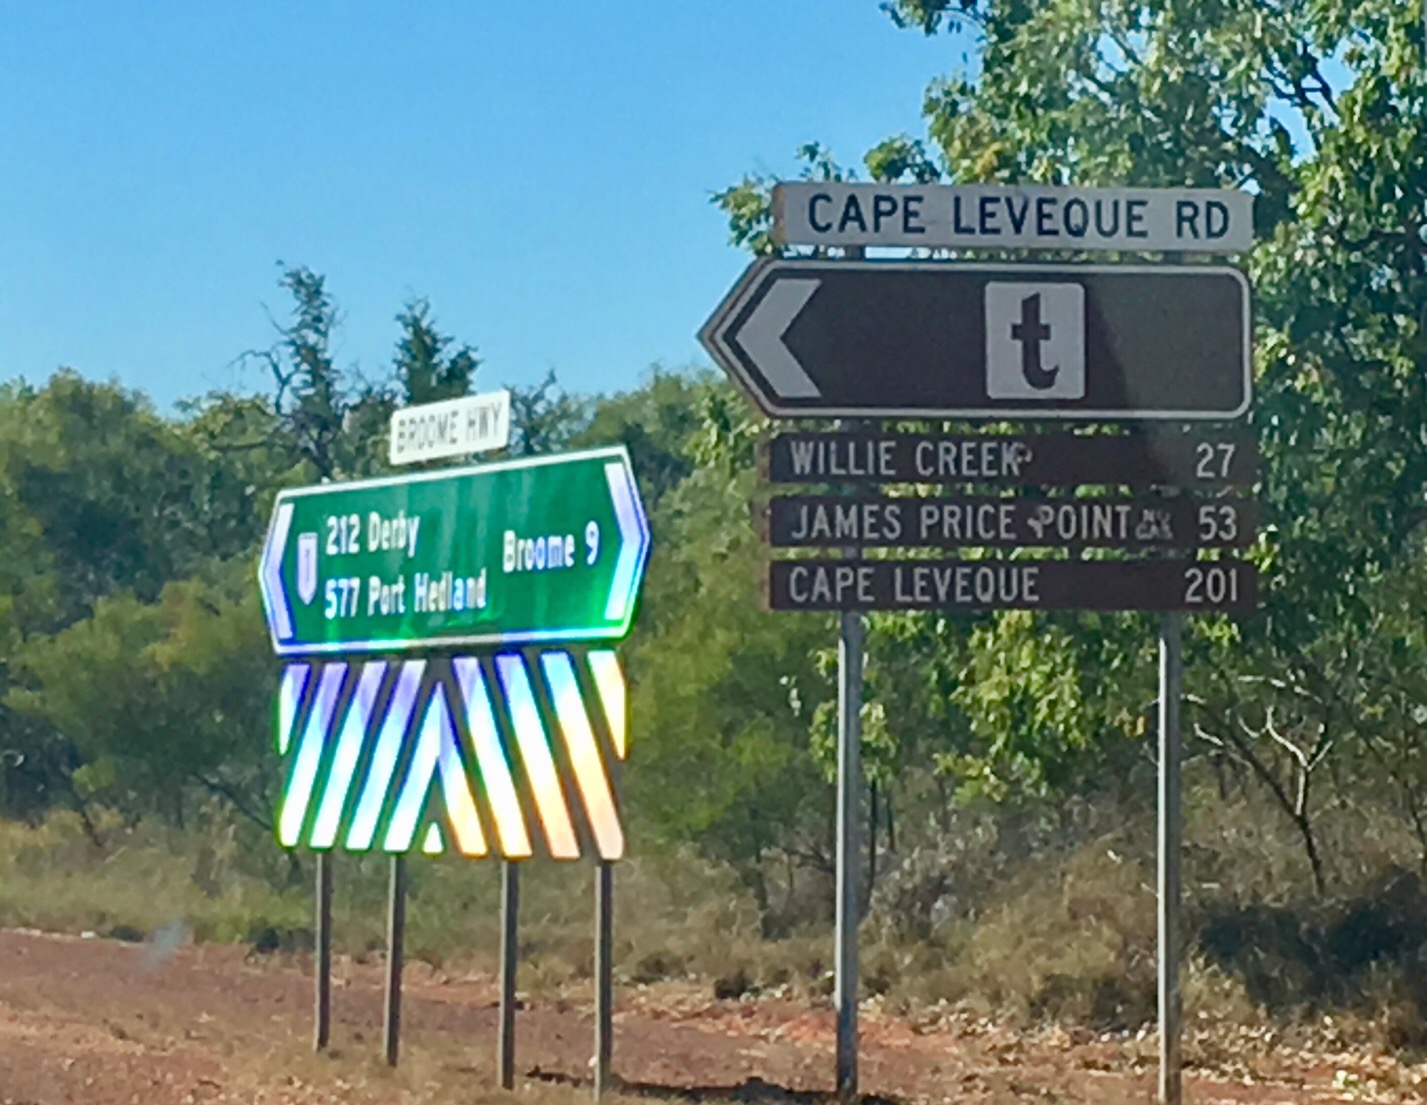 BROOME HWY
212 Derby
577 Port Hedland
Broome 9
CAPE LEVEQUE RD
t
WILLIE CREEK 27
JAMES PRICE POINT 53
CAPE LEVEQUE 201